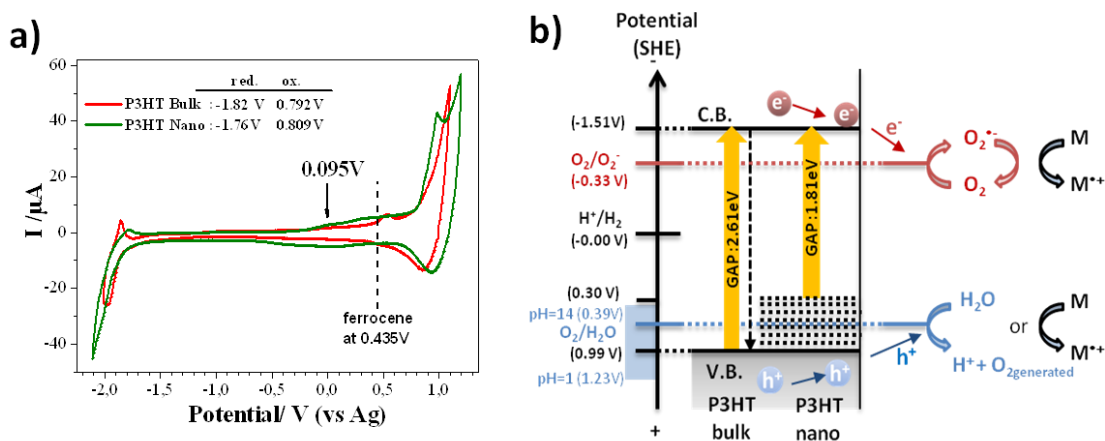 a)
60
40
20
0
-20
-40
I /µA
red. ox.
P3HT Bulk : -1.82 V 0.792V
P3HT Nano : -1.76 V 0.809V
0.095V
ferrocene
at 0.435V
-2,0 -1,5 -1,0 -0,5 0,0 0,5 1,0
Potential/ V (vs Ag)
b)
Potential
(SHE)
-
(-1.51V)
O₂/O₂⁻
(-0.33 V)
H⁺/H₂
(-0.00 V)
(0.30 V)
pH=14 (0.39V)
O₂/H₂O
(0.99 V)
pH=1 (1.23V)
+
C.B.
GAP:2.61eV
GAP:1.81eV
V.B.
P3HT P3HT
bulk nano
e⁻ e⁻
e⁻
O₂•⁻
O₂
M
M•⁺
h⁺ h⁺
h⁺
H₂O
H⁺ + O₂generated
or
M
M•⁺